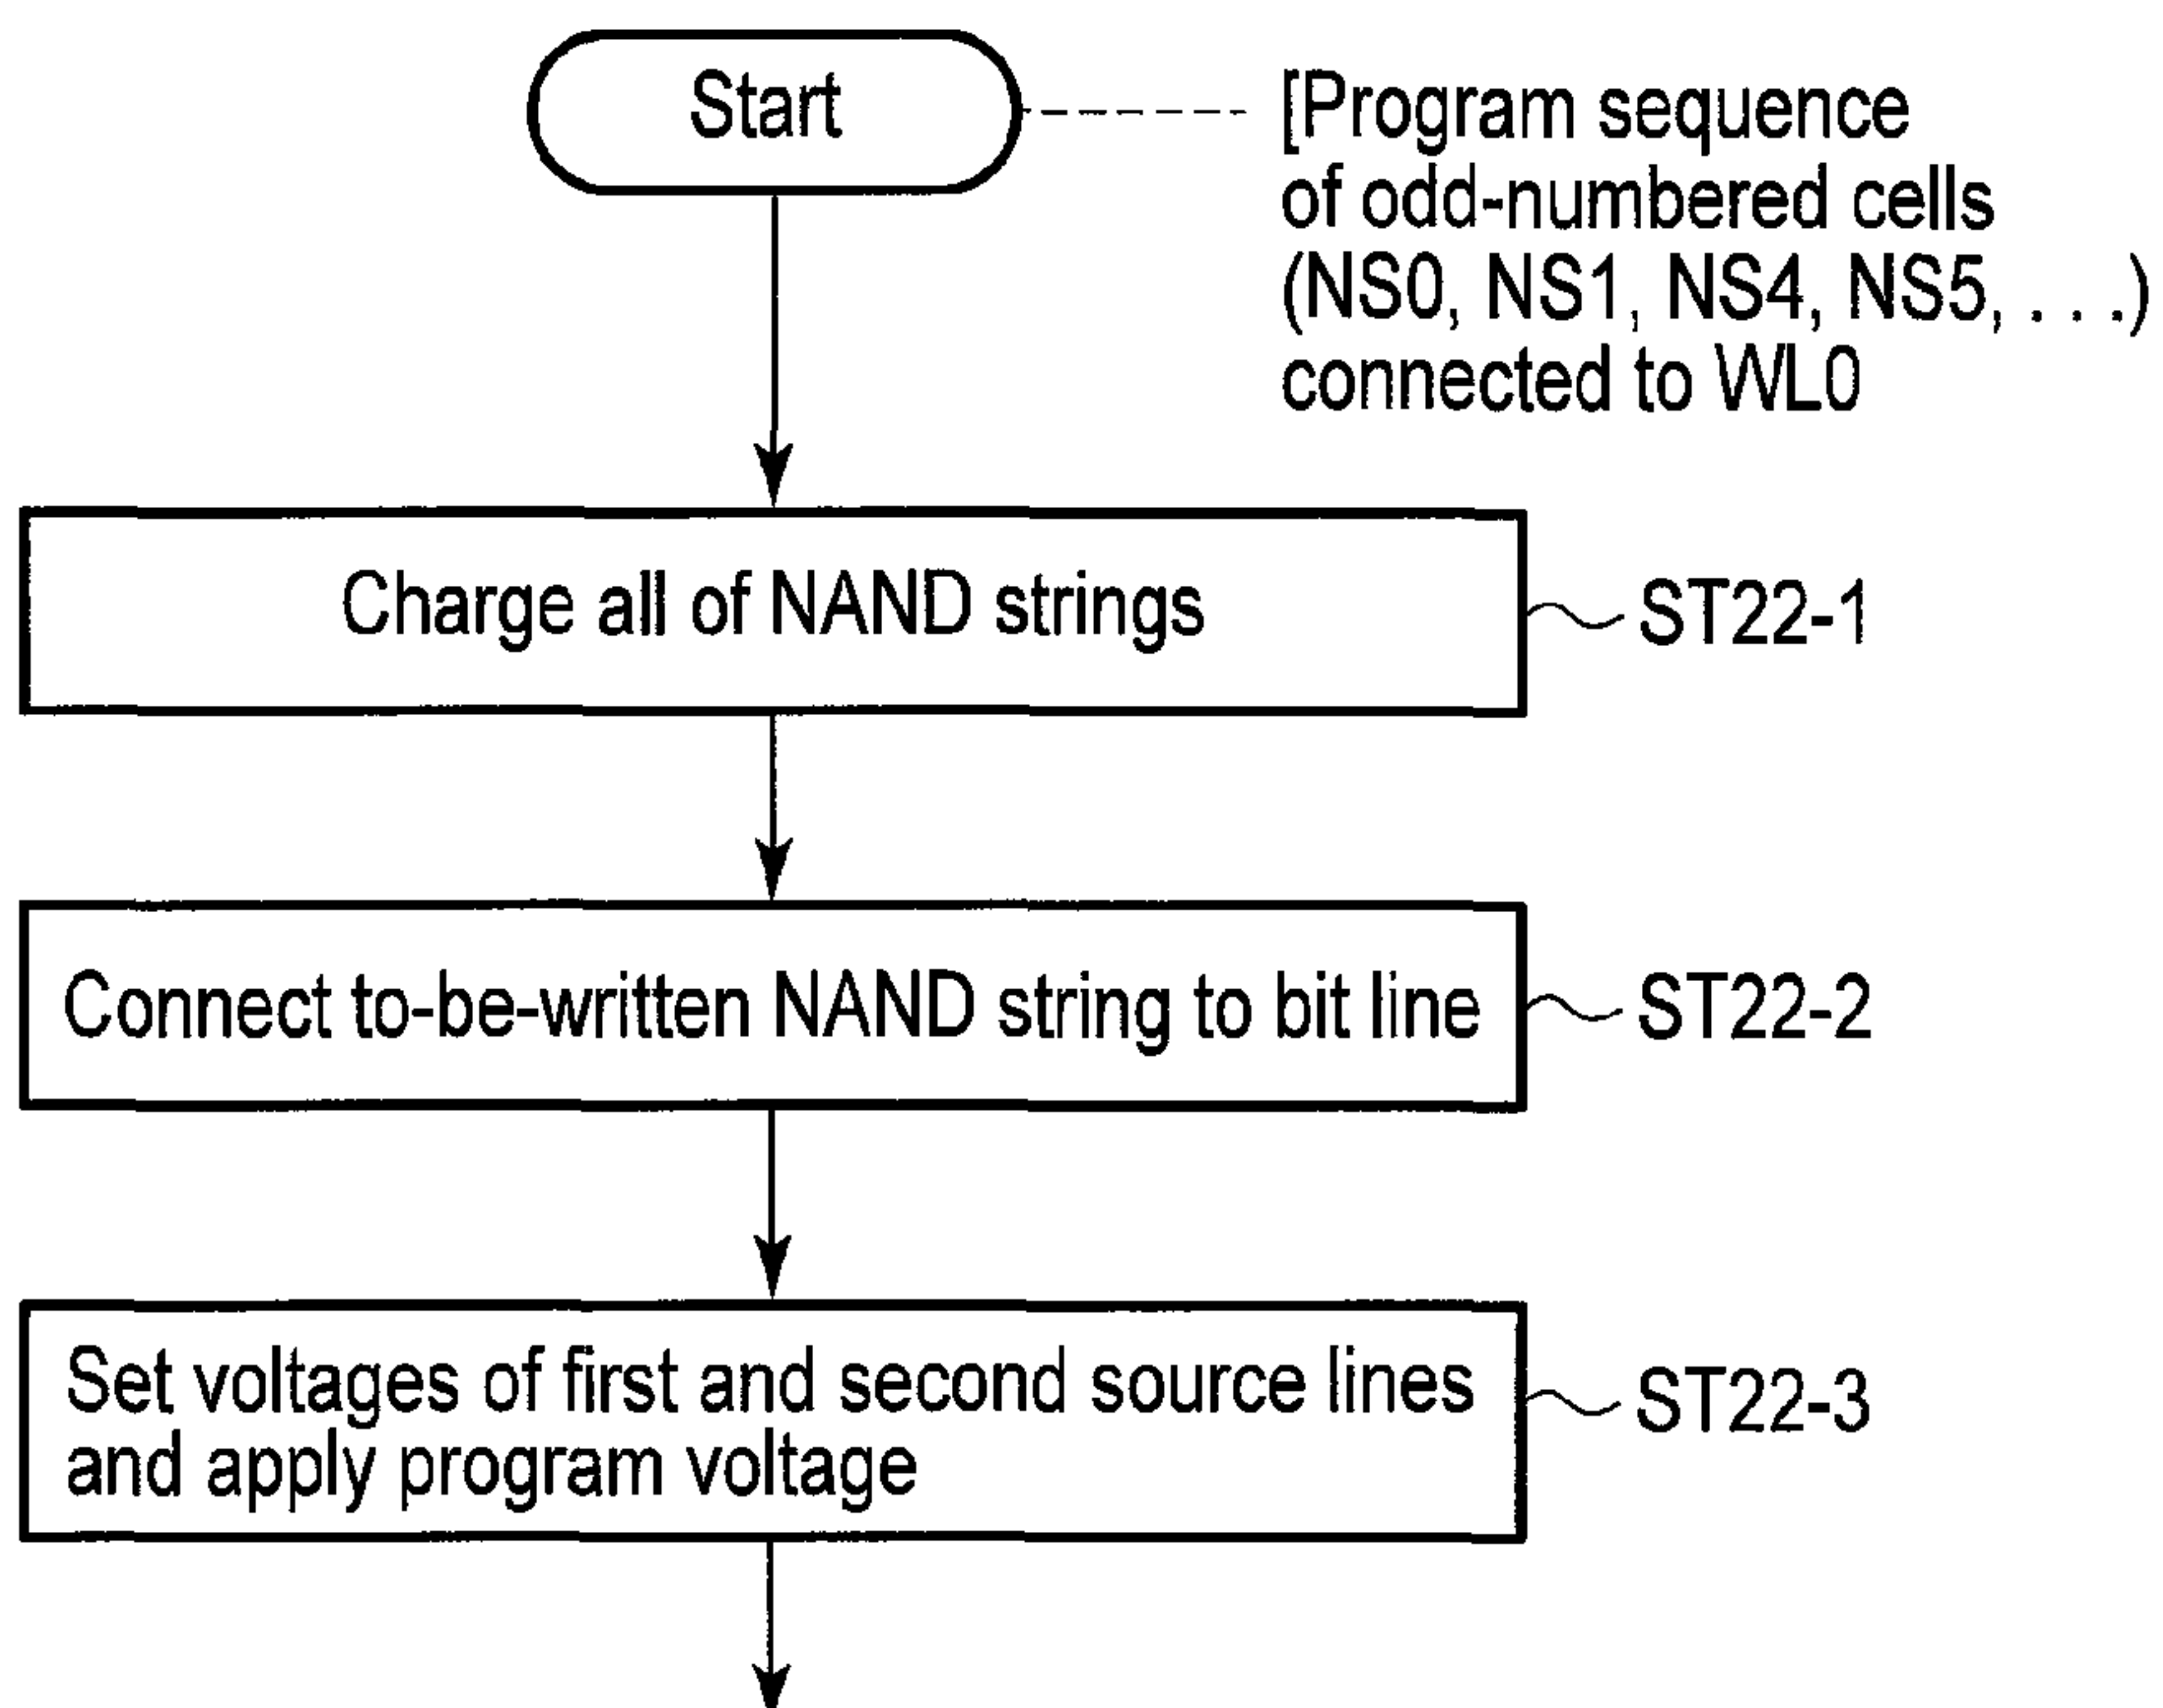 Start
[Program sequence
of odd-numbered cells
(NS0, NS1, NS4, NS5, . . .)
connected to WL0
Charge all of NAND strings
ST22-1
Connect to-be-written NAND string to bit line
ST22-2
Set voltages of first and second source lines
and apply program voltage
ST22-3